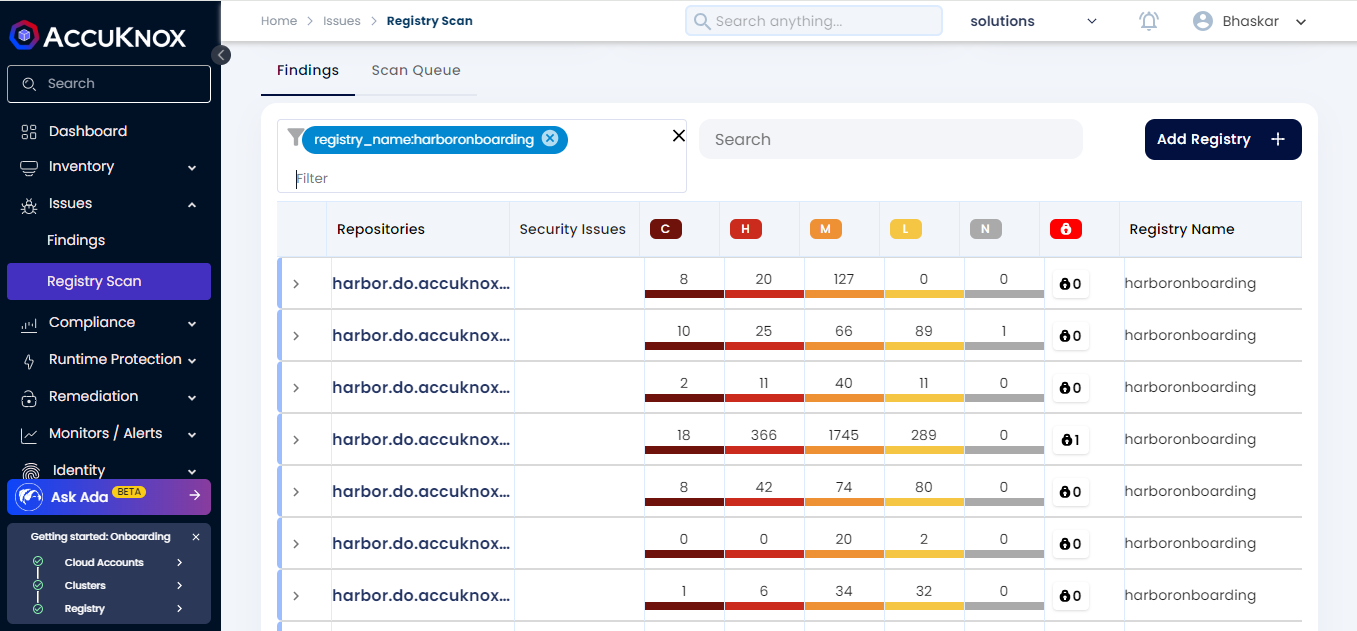 Home > Issues > Registry Scan
Search anything...
solutions
Bhaskar
ACCUKNOX
Search
Dashboard
Inventory
Issues
Findings
Registry Scan
Compliance
Runtime Protection
Remediation
Monitors / Alerts
Identity
Ask Ada BETA
Getting started: Onboarding
Cloud Accounts
Clusters
Registry
Findings Scan Queue
registry_name:harboronboarding
Filter
Search
Add Registry +
Repositories Security Issues C H M L N Registry Name
harbor.do.accuknox... 8 20 127 0 0 0 harboronboarding
harbor.do.accuknox... 10 25 66 89 1 0 harboronboarding
harbor.do.accuknox... 2 11 40 11 0 0 harboronboarding
harbor.do.accuknox... 18 366 1745 289 0 1 harboronboarding
harbor.do.accuknox... 8 42 74 80 0 0 harboronboarding
harbor.do.accuknox... 0 0 20 2 0 0 harboronboarding
harbor.do.accuknox... 1 6 34 32 0 0 harboronboarding